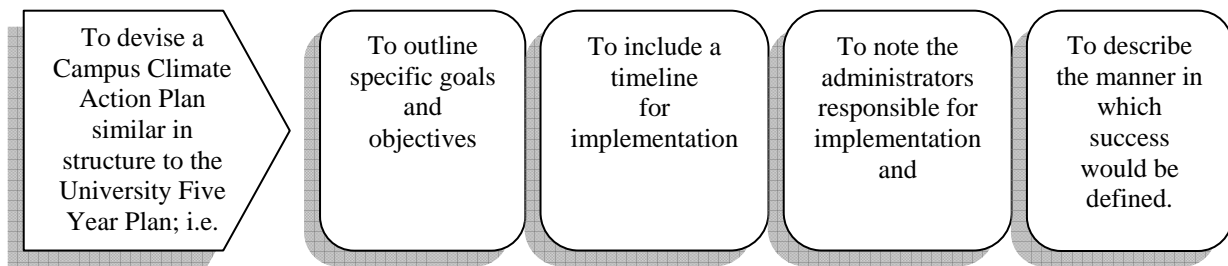 To devise a
Campus Climate
Action Plan
similar in
structure to the
University Five
Year Plan; i.e.
To outline
specific goals
and
objectives
To include a
timeline
for
implementation
To note the
administrators
responsible for
implementation
and
To describe
the manner in
which
success
would be
defined.